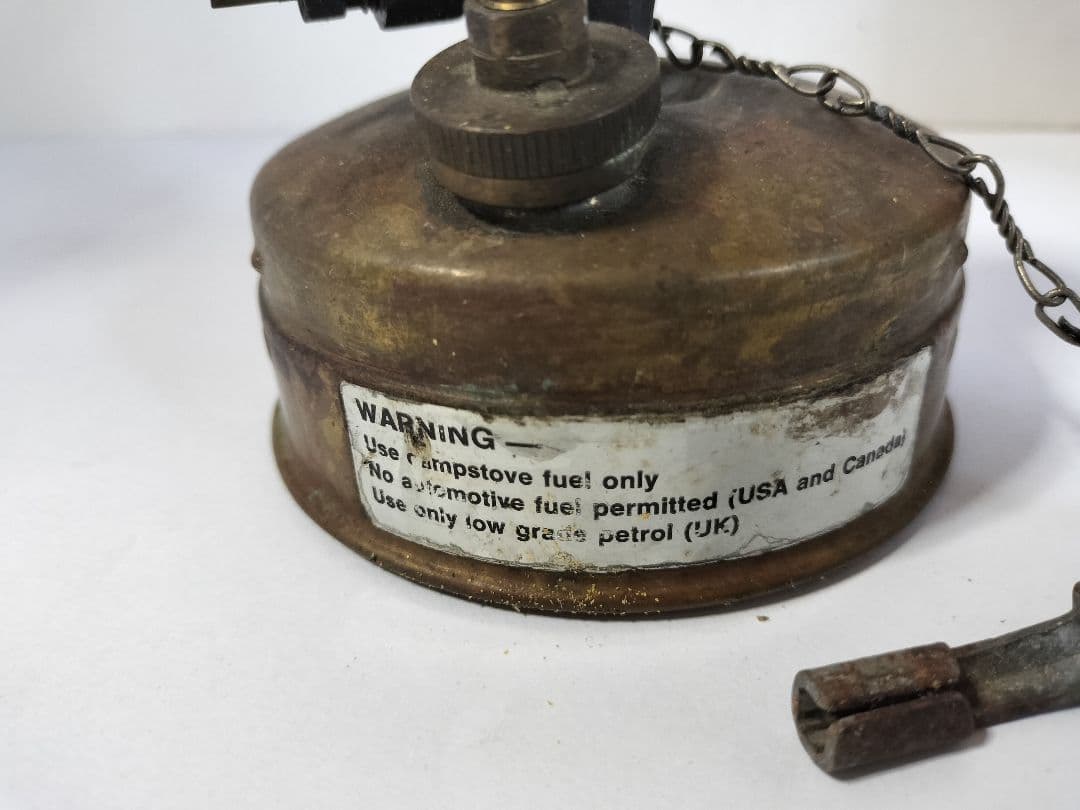 WARNING —
Use campstove fuel only
No automotive fuel permitted (USA and Canada)
Use only low grade petrol (UK)